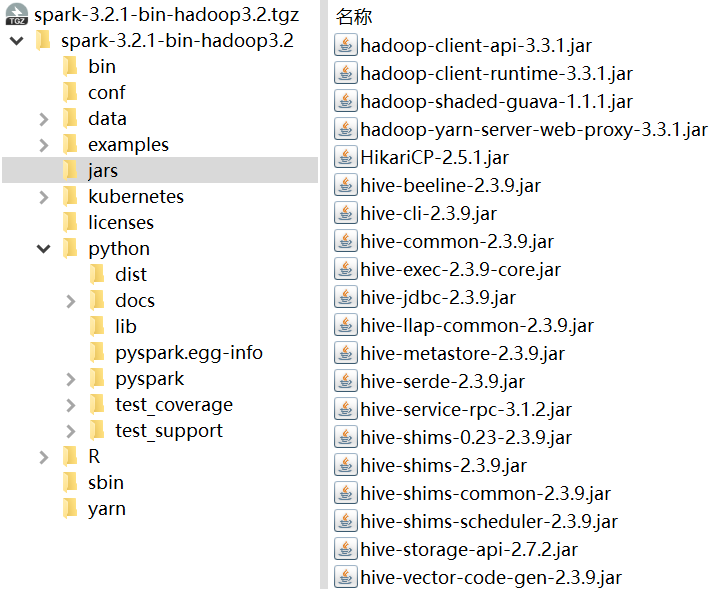 spark-3.2.1-bin-hadoop3.2.tgz
spark-3.2.1-bin-hadoop3.2
bin
conf
data
examples
jars
kubernetes
licenses
python
dist
docs
lib
pyspark.egg-info
pyspark
test_coverage
test_support
R
sbin
yarn
名称
hadoop-client-api-3.3.1.jar
hadoop-client-runtime-3.3.1.jar
hadoop-shaded-guava-1.1.1.jar
hadoop-yarn-server-web-proxy-3.3.1.jar
HikariCP-2.5.1.jar
hive-beeline-2.3.9.jar
hive-cli-2.3.9.jar
hive-common-2.3.9.jar
hive-exec-2.3.9-core.jar
hive-jdbc-2.3.9.jar
hive-llap-common-2.3.9.jar
hive-metastore-2.3.9.jar
hive-serde-2.3.9.jar
hive-service-rpc-3.1.2.jar
hive-shims-0.23-2.3.9.jar
hive-shims-2.3.9.jar
hive-shims-common-2.3.9.jar
hive-shims-scheduler-2.3.9.jar
hive-storage-api-2.7.2.jar
hive-vector-code-gen-2.3.9.jar
TGZ